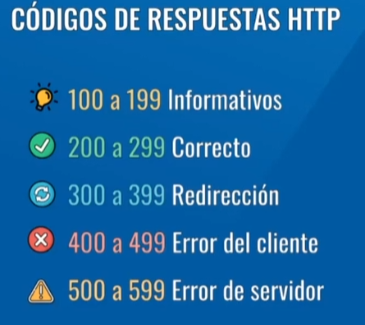 CÓDIGOS DE RESPUESTAS HTTP
100 a 199 Informativos
200 a 299 Correcto
300 a 399 Redirección
400 a 499 Error del cliente
500 a 599 Error de servidor